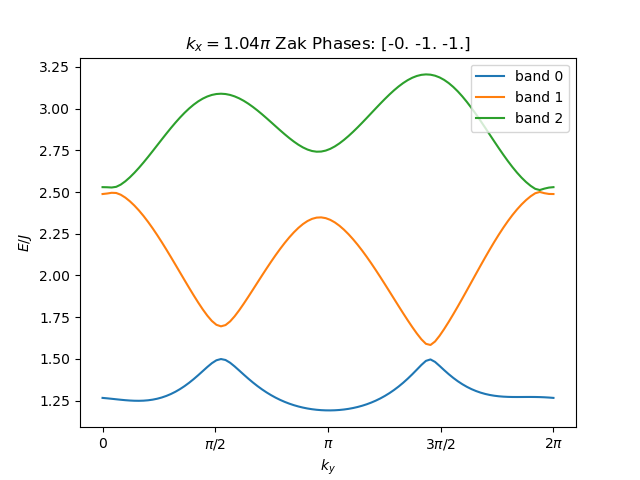 $k_x = 1.04\pi$ Zak Phases: [-0. -1. -1.]
band 0
band 1
band 2
3.25
3.00
2.75
2.50
2.25
2.00
1.75
1.50
1.25
E/J
0 π/2 π 3π/2 2π
$k_y$